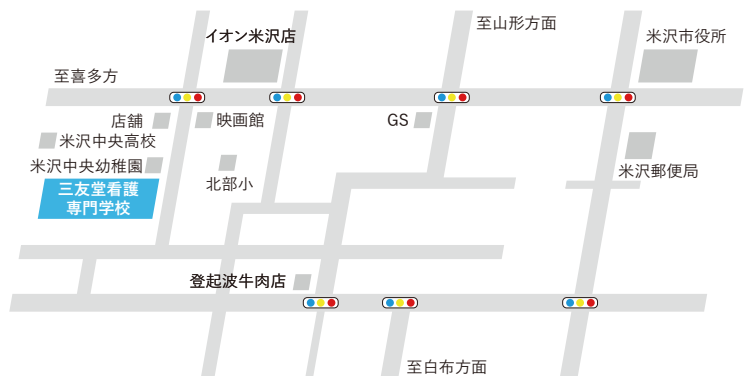 至山形方面
イオン米沢店
米沢市役所
至喜多方
店舗
映画館
GS
米沢中央高校
米沢中央幼稚園
北部小
米沢郵便局
三友堂看護
専門学校
登起波牛肉店
至白布方面